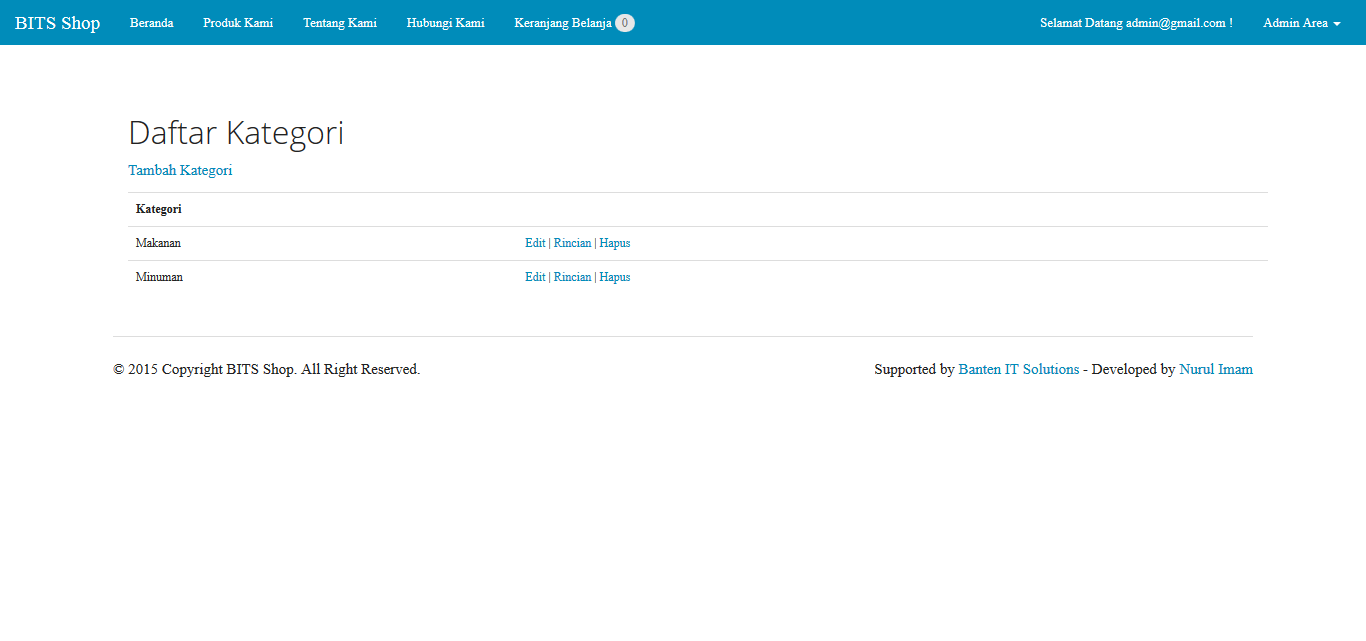 BITS Shop Beranda Produk Kami Tentang Kami Hubungi Kami Keranjang Belanja 0 Selamat Datang admin@gmail.com ! Admin Area
Daftar Kategori
Tambah Kategori
Kategori
Makanan Edit | Rincian | Hapus
Minuman Edit | Rincian | Hapus
© 2015 Copyright BITS Shop. All Right Reserved. Supported by Banten IT Solutions - Developed by Nurul Imam